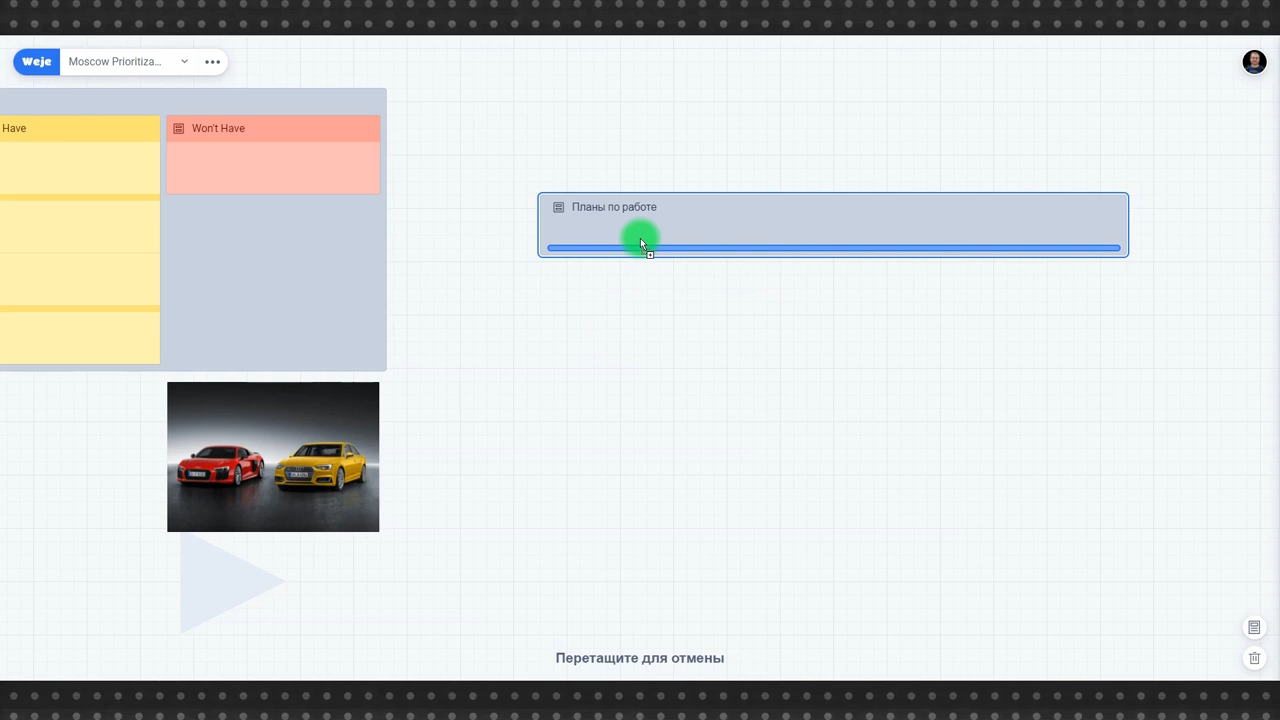 Weje
Moscow Prioritiza...
Have
Won't Have
Планы по работе
Перетащите для отмены